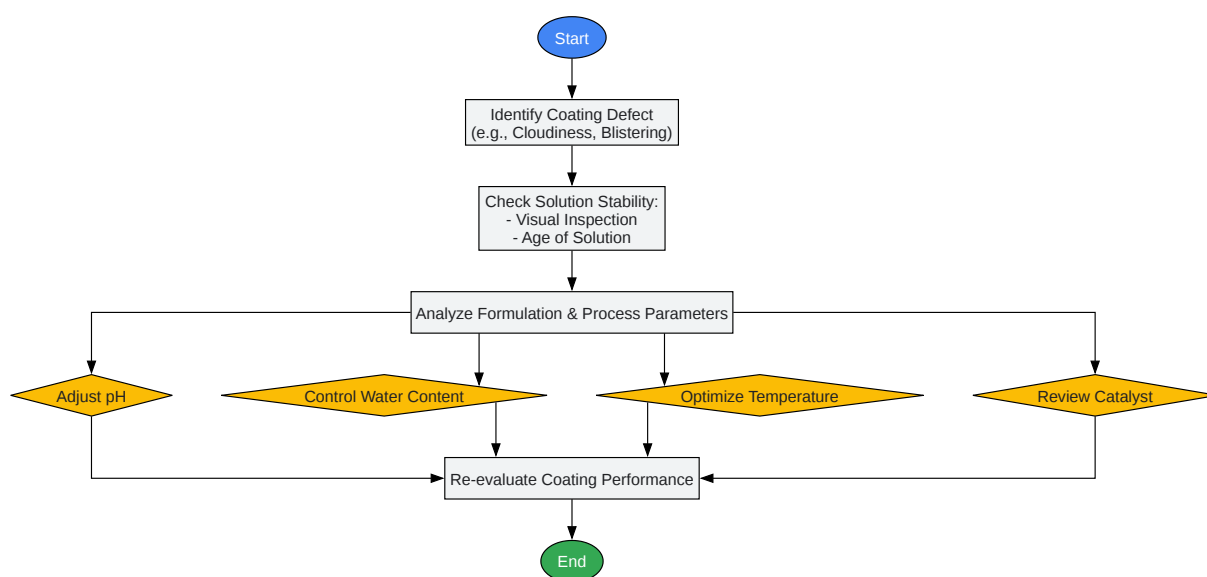 Start
Identify Coating Defect
(e.g., Cloudiness, Blistering)
Check Solution Stability:
- Visual Inspection
- Age of Solution
Analyze Formulation & Process Parameters
Adjust pH
Control Water Content
Optimize Temperature
Review Catalyst
Re-evaluate Coating Performance
End